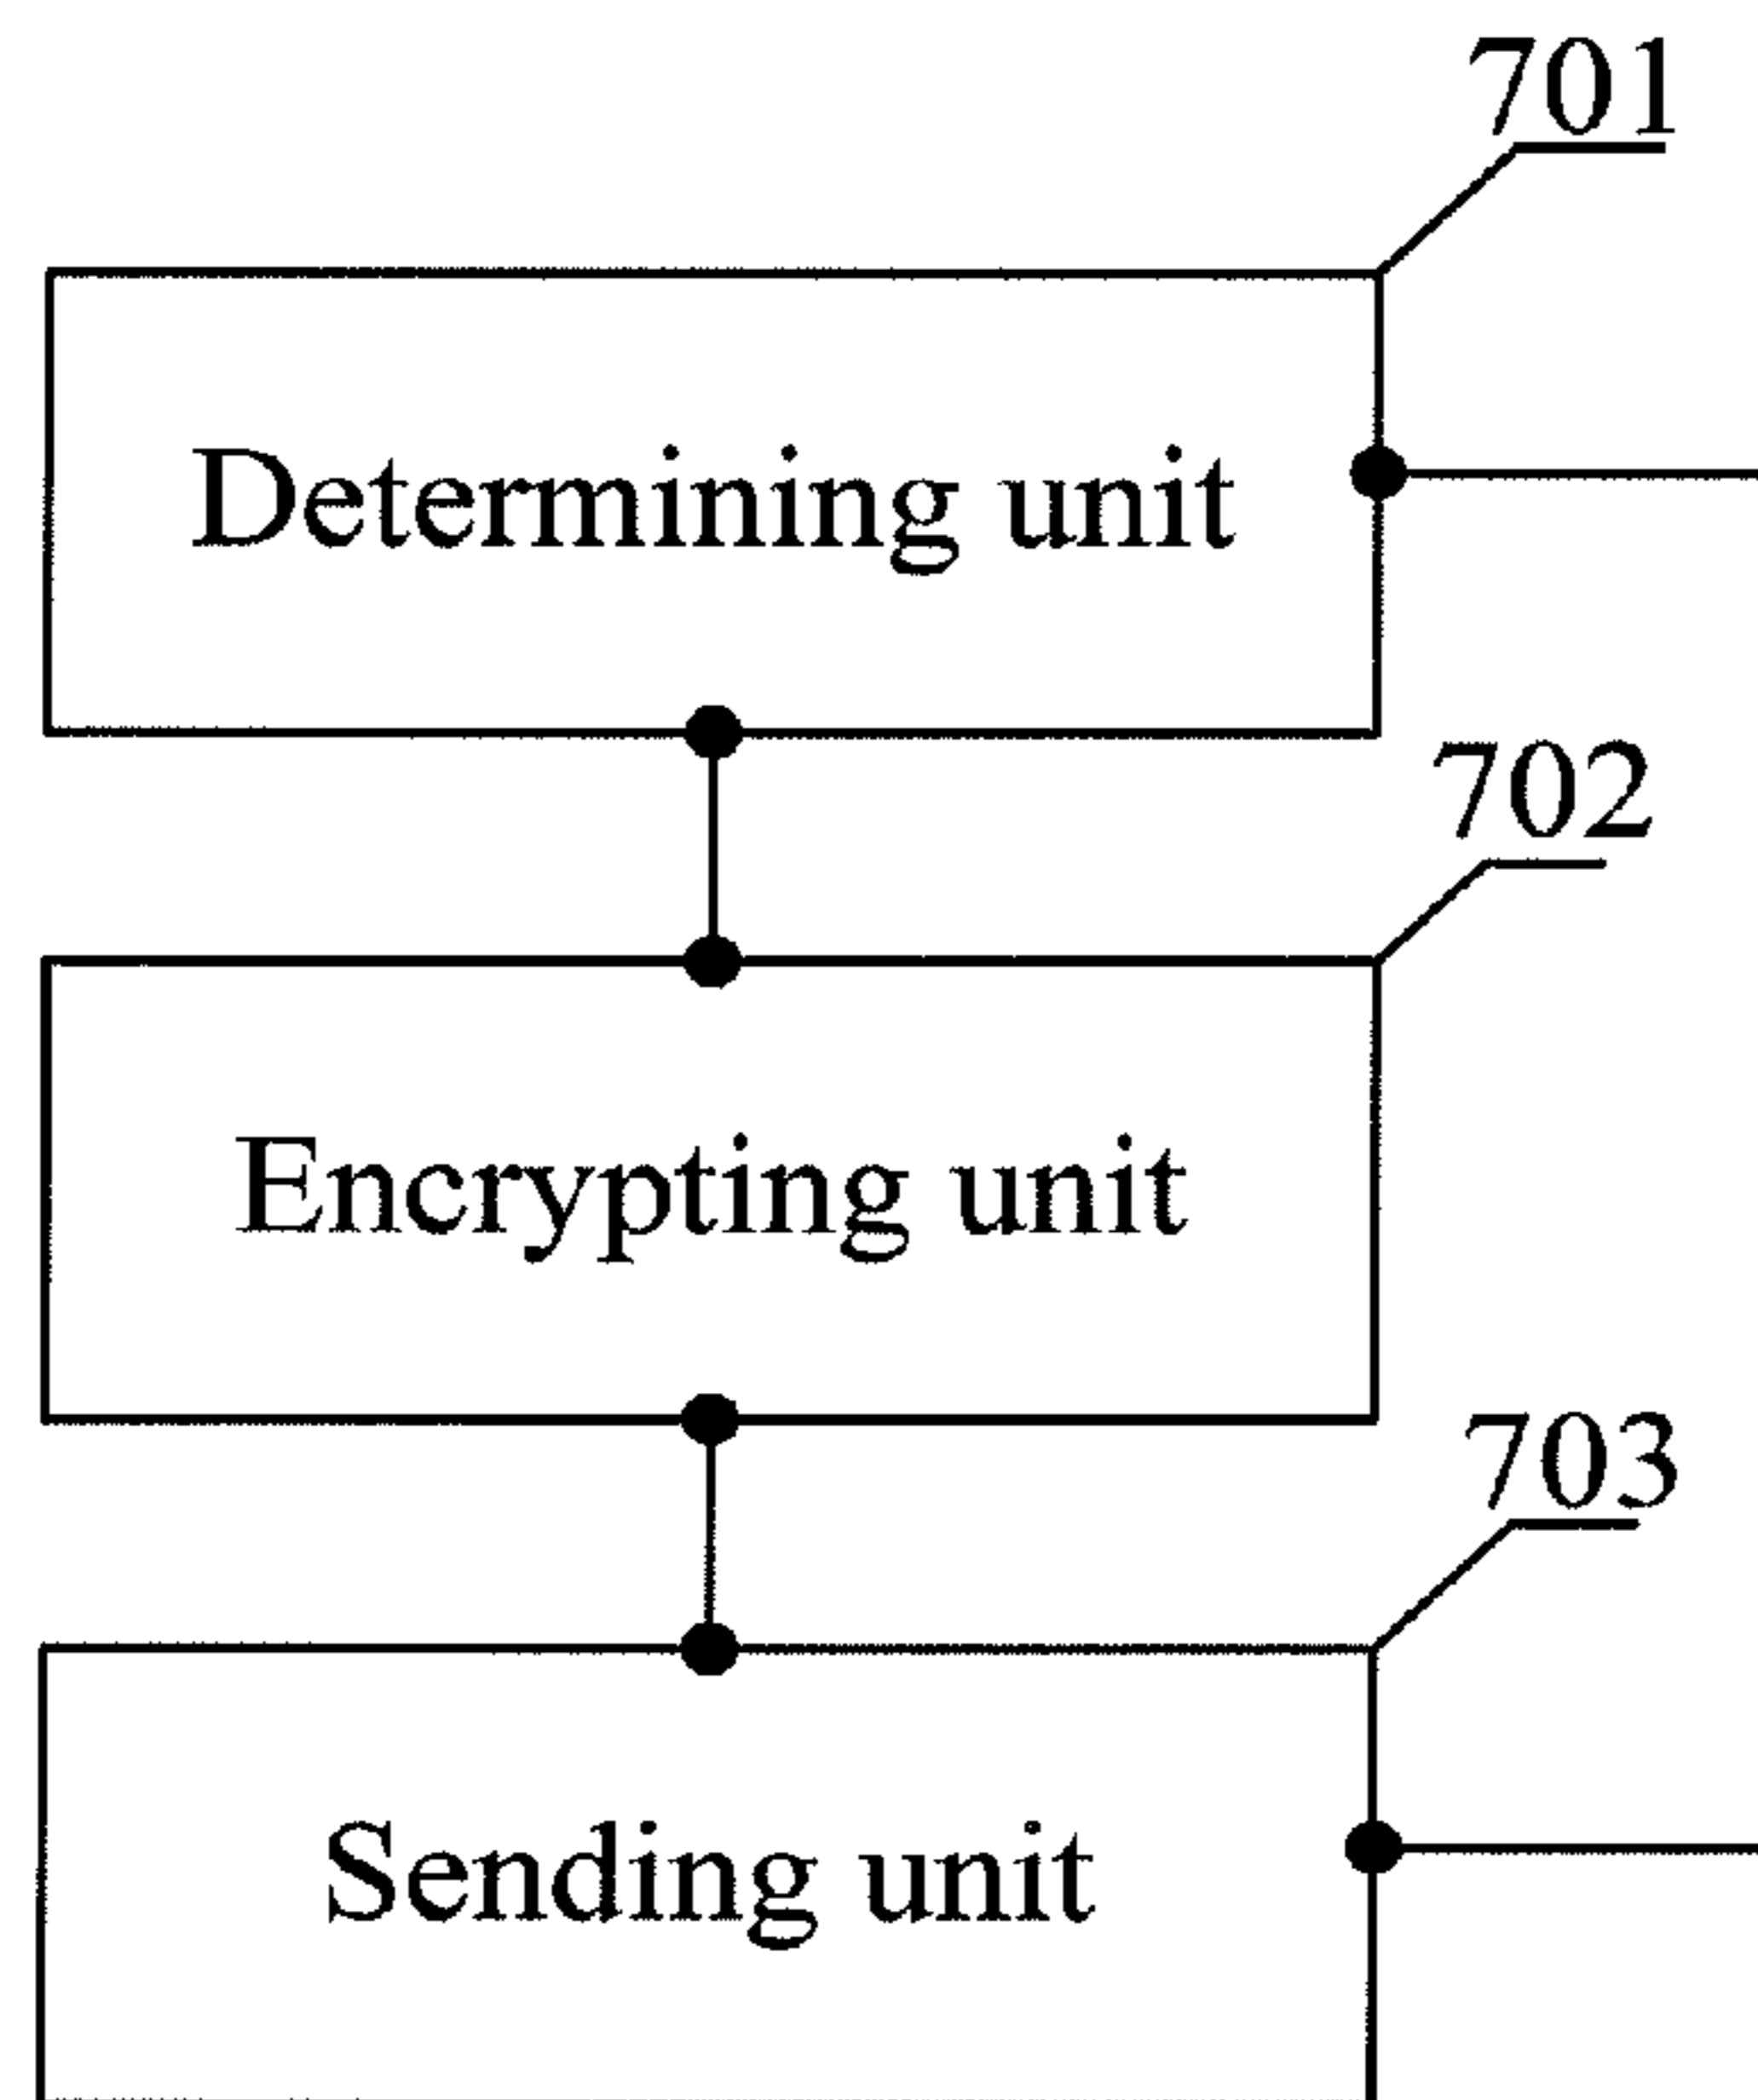 701
Determining unit
702
Encrypting unit
703
Sending unit